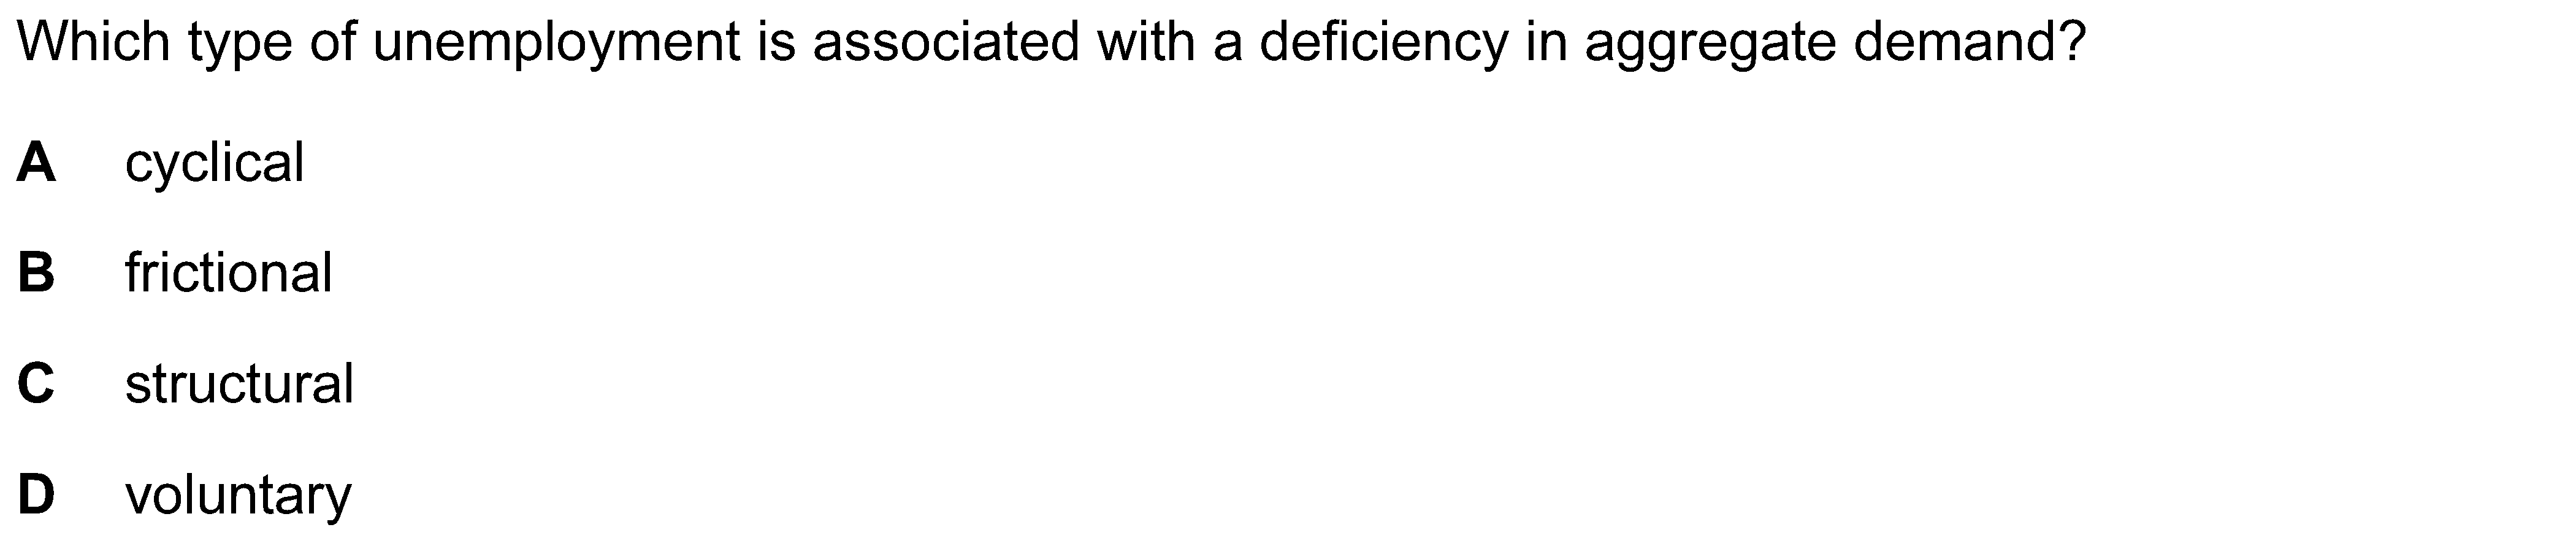 Which type of unemployment is associated with a deficiency in aggregate demand?
A cyclical
B frictional
C structural
D voluntary